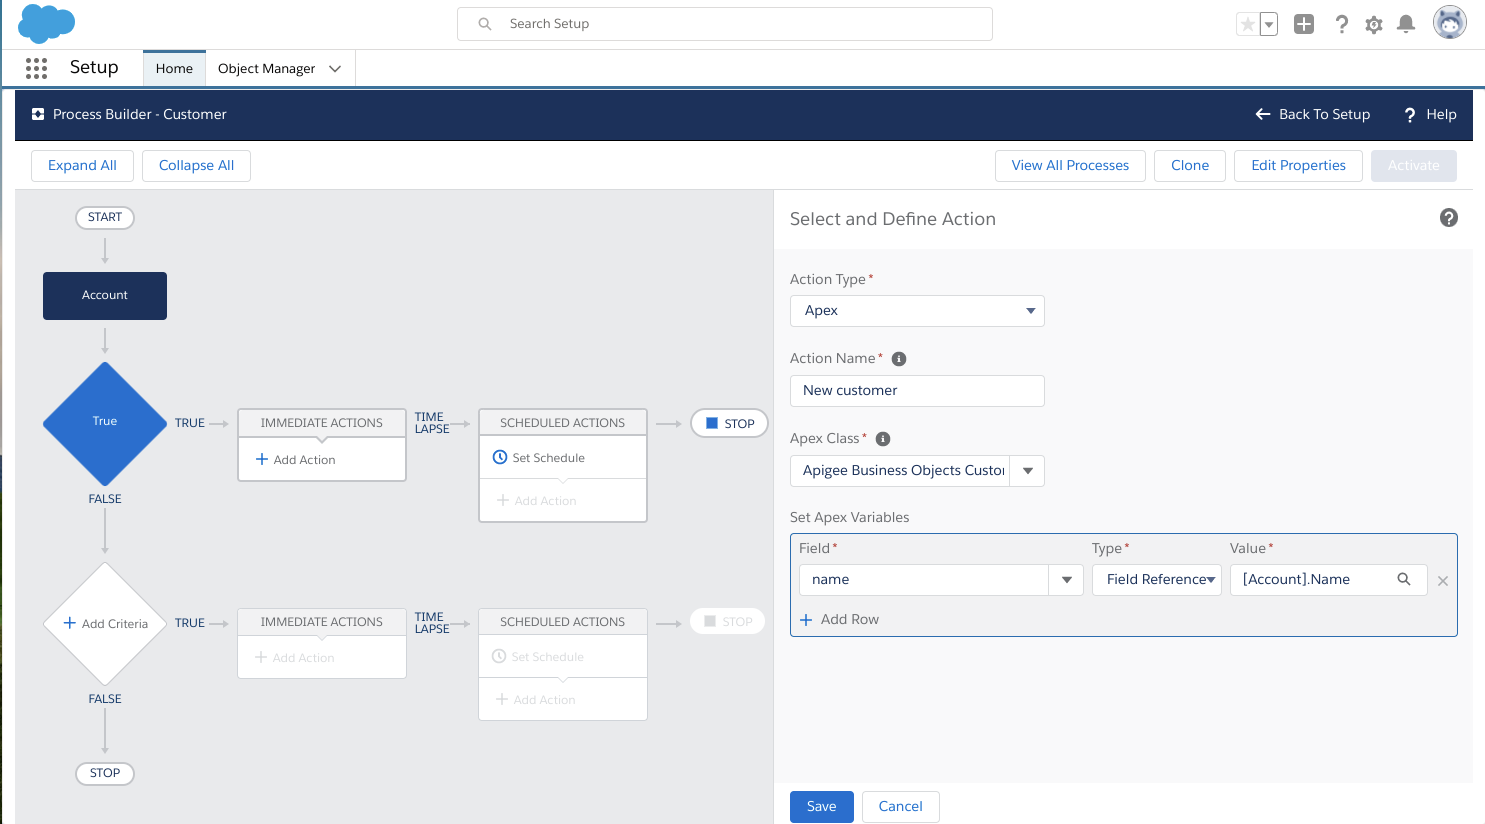 Search Setup
Setup
Home
Object Manager
Process Builder - Customer
Back To Setup
? Help
Expand All
Collapse All
View All Processes
Clone
Edit Properties
Activate
START
Account
True
TRUE
IMMEDIATE ACTIONS
+ Add Action
TIME
LAPSE
SCHEDULED ACTIONS
Set Schedule
+ Add Action
STOP
FALSE
+ Add Criteria
TRUE
IMMEDIATE ACTIONS
+ Add Action
TIME
LAPSE
SCHEDULED ACTIONS
Set Schedule
+ Add Action
STOP
FALSE
STOP
Select and Define Action
Action Type*
Apex
Action Name*
New customer
Apex Class*
Apigee Business Objects Custo
Set Apex Variables
Field*
Type*
Value*
name
Field Reference
[Account].Name
+ Add Row
Save
Cancel